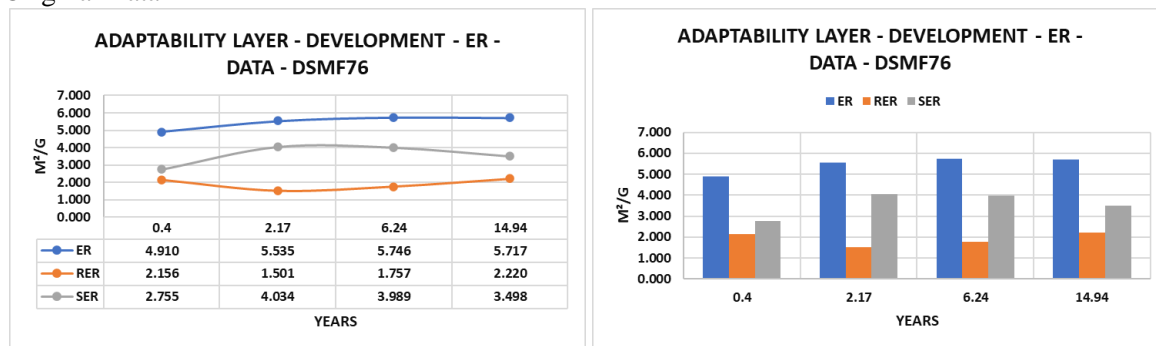 ADAPTABILITY LAYER - DEVELOPMENT - ER -
DATA - DSMF76
M²/G
7.000
6.000
5.000
4.000
3.000
2.000
1.000
0.000
0.4 2.17 6.24 14.94
ER 4.910 5.535 5.746 5.717
RER 2.156 1.501 1.757 2.220
SER 2.755 4.034 3.989 3.498
YEARS
ADAPTABILITY LAYER - DEVELOPMENT - ER -
DATA - DSMF76
ER RER SER
M²/G
7.000
6.000
5.000
4.000
3.000
2.000
1.000
0.000
0.4 2.17 6.24 14.94
YEARS